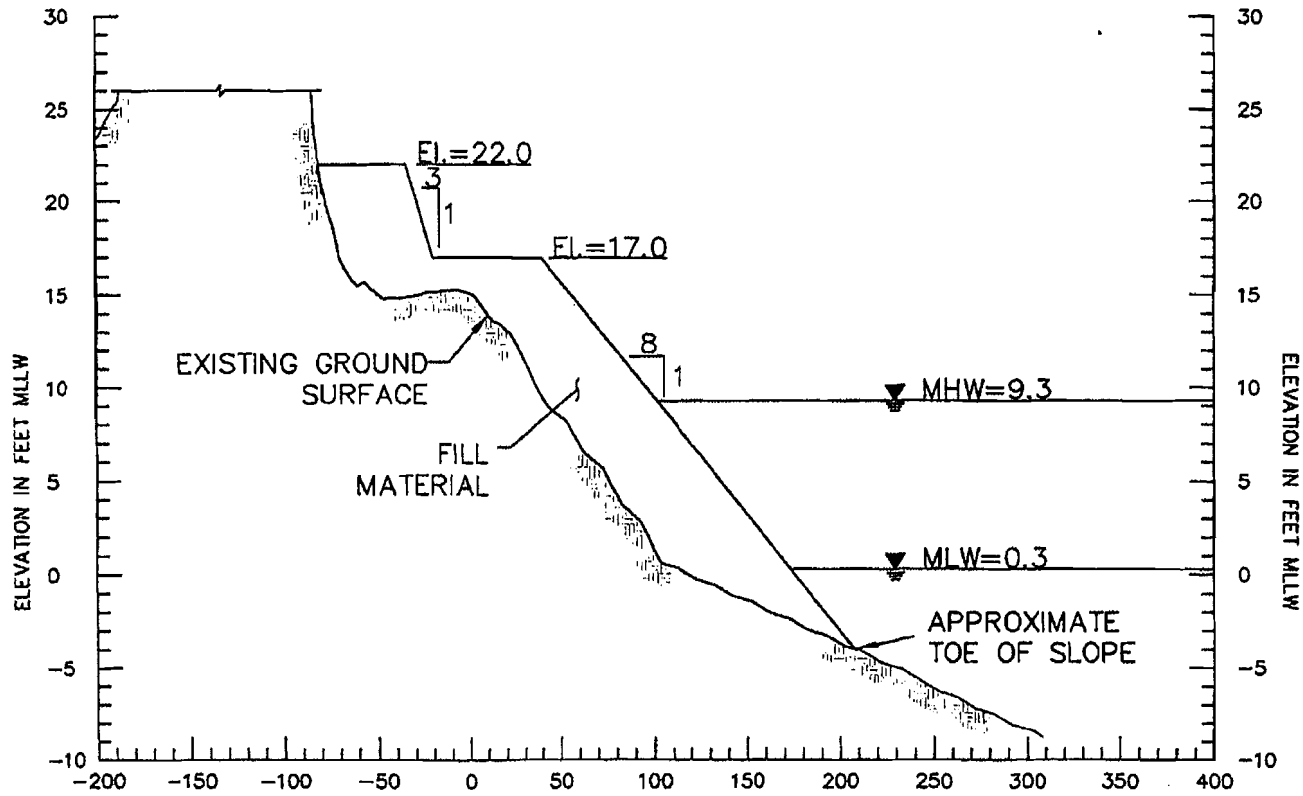 30
25
20
15
10
5
0
-5
-10
ELEVATION IN FEET MLLW
El.=22.0
3
1
El.=17.0
8
1
EXISTING GROUND
SURFACE
MHW=9.3
FILL
MATERIAL
MLW=0.3
APPROXIMATE
TOE OF SLOPE
30
25
20
15
10
5
0
-5
-10
ELEVATION IN FEET MLLW
-200 -150 -100 -50 0 50 100 150 200 250 300 350 400